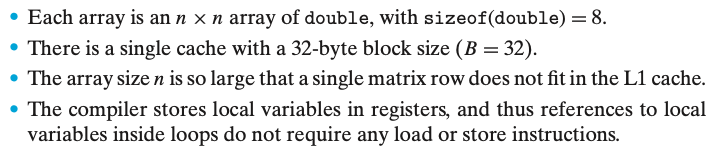 • Each array is an n × n array of double, with sizeof(double) = 8.
• There is a single cache with a 32-byte block size (B = 32).
• The array size n is so large that a single matrix row does not fit in the L1 cache.
• The compiler stores local variables in registers, and thus references to local
variables inside loops do not require any load or store instructions.